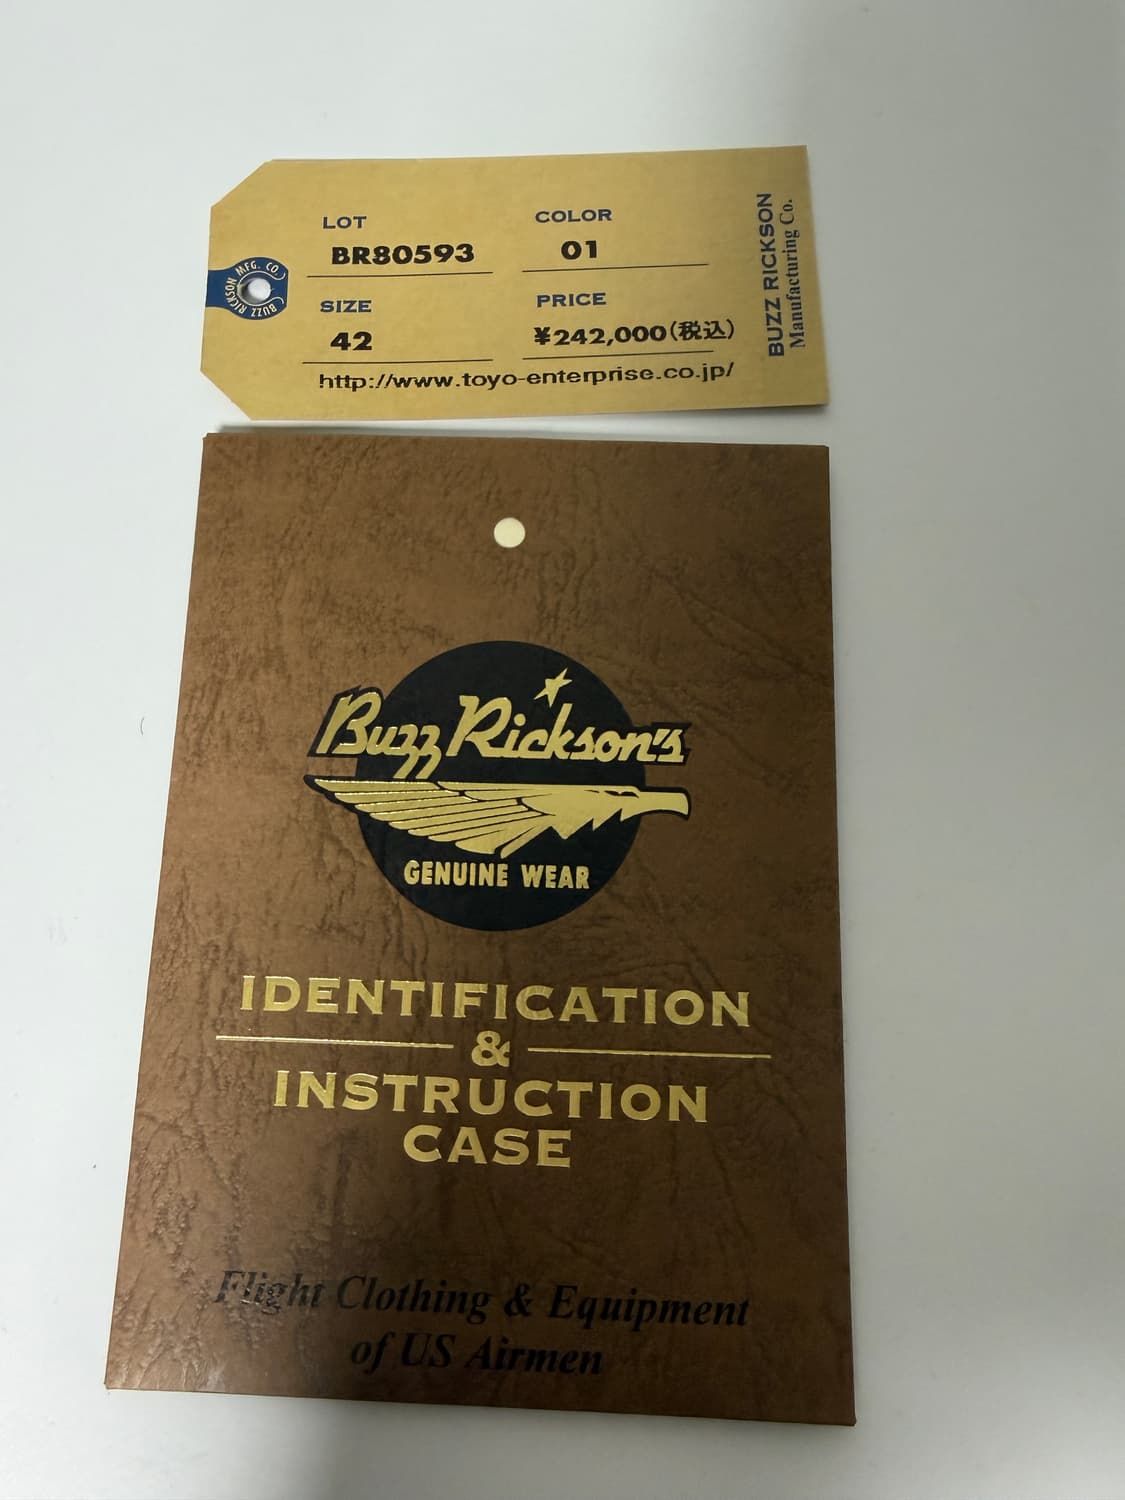 LOT
BR80593
COLOR
01
SIZE
42
PRICE
¥242,000(税込)
http://www.toyo-enterprise.co.jp/
BUZZ RICKSON
Manufacturing Co.
BUZZ RICKSON MFG. CO.
Buzz Rickson's
GENUINE WEAR
IDENTIFICATION
&
INSTRUCTION
CASE
Flight Clothing & Equipment
of US Airmen